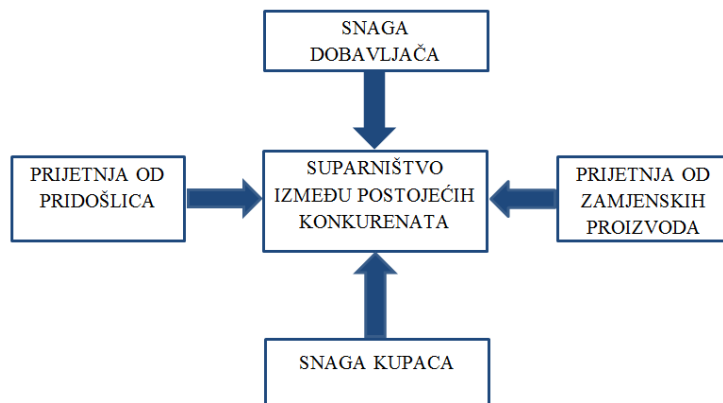 SNAGA
DOBAVLJAČA
PRIJETNJA OD
PRIDOŠLICA
SUPARNIŠTVO
IZMEĐU POSTOJEĆIH
KONKURENATA
PRIJETNJA OD
ZAMJENSKIH
PROIZVODA
SNAGA KUPACA